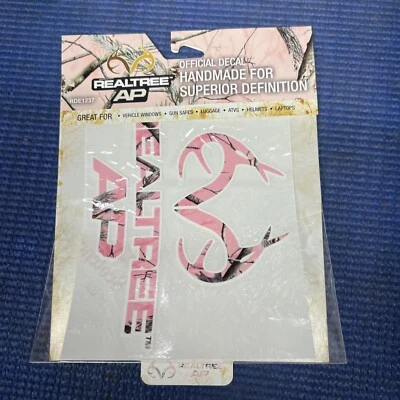 REALTREE
AP
RDE1237
OFFICIAL DECAL
HANDMADE FOR
SUPERIOR DEFINITION
GREAT FOR • VEHICLE WINDOWS • GUN SAFES • LUGGAGE • ATVs • HELMETS • LAPTOPS
REALTREE
AP
REALTREE
AP